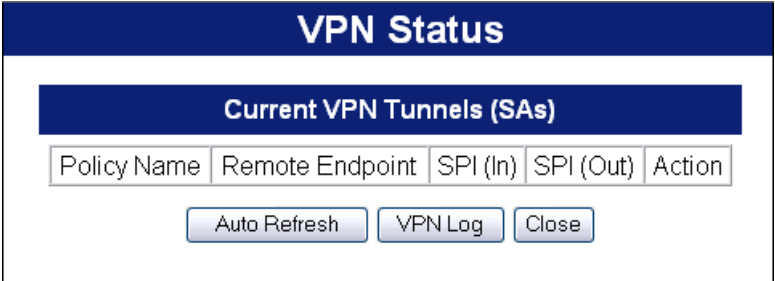 VPN Status
Current VPN Tunnels (SAs)
Policy Name Remote Endpoint SPI (In) SPI (Out) Action
Auto Refresh VPN Log Close